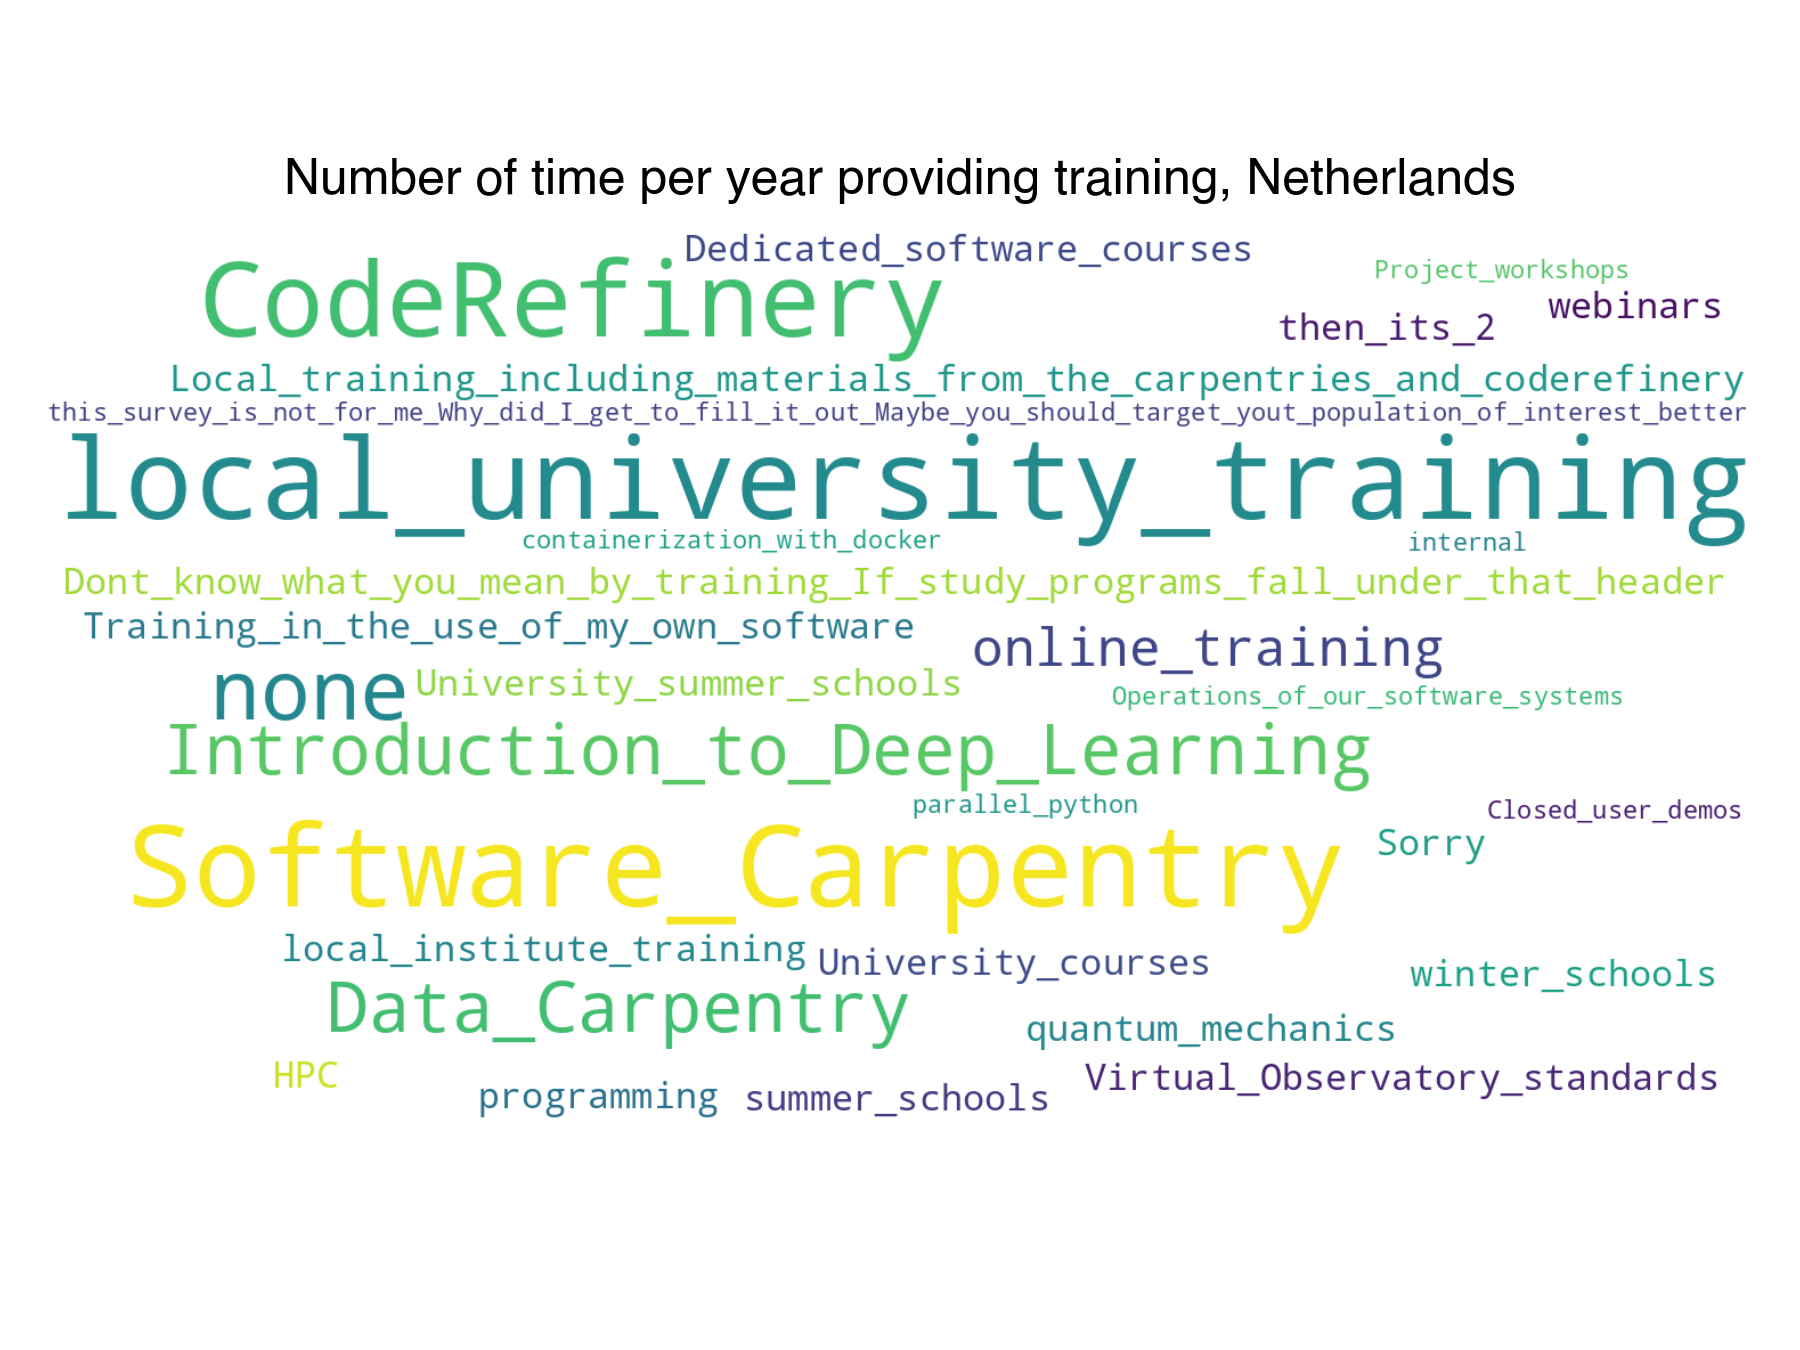 Number of time per year providing training, Netherlands
Dedicated_software_courses
CodeRefinery
Project_workshops
webinars
then_its_2
Local_training_including_materials_from_the_carpentries_and_coderefinery
this_survey_is_not_for_me_Why_did_I_get_to_fill_it_out_Maybe_you_should_target_yout_population_of_interest_better
local_university_training
containerization_with_docker
internal
Dont_know_what_you_mean_by_training_If_study_programs_fall_under_that_header
Training_in_the_use_of_my_own_software
online_training
none
University_summer_schools
Operations_of_our_software_systems
Introduction_to_Deep_Learning
parallel_python
Closed_user_demos
Software_Carpentry
Sorry
local_institute_training
University_courses
winter_schools
Data_Carpentry
quantum_mechanics
HPC
Virtual_Observatory_standards
programming
summer_schools